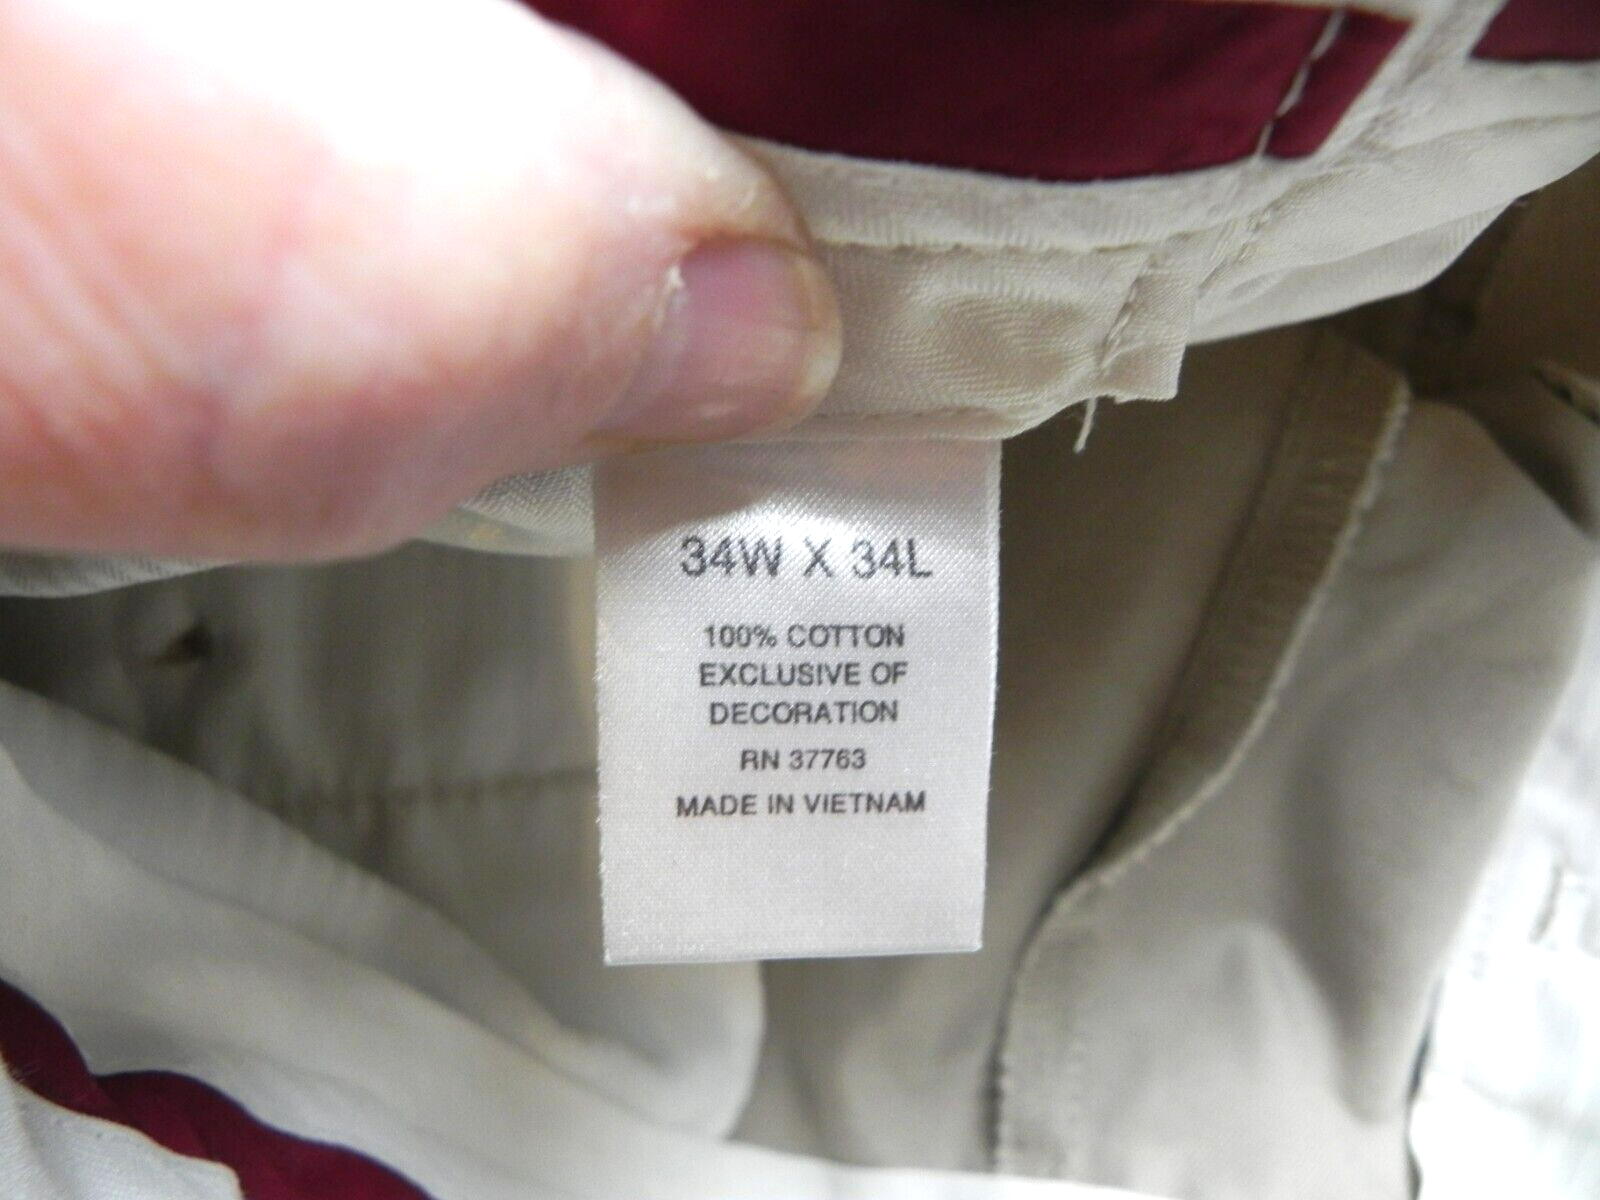 34W X 34L
100% COTTON
EXCLUSIVE OF
DECORATION
RN 37763
MADE IN VIETNAM